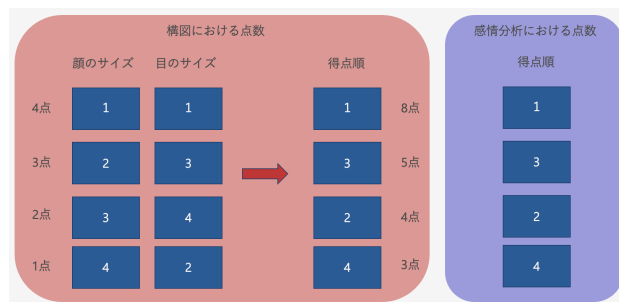 構図における点数
感情分析における点数
顔のサイズ 目のサイズ 得点順
得点順
4点 1 1 1 8点 1
3点 2 3 3 5点 3
2点 3 4 2 4点 2
1点 4 2 4 3点 4